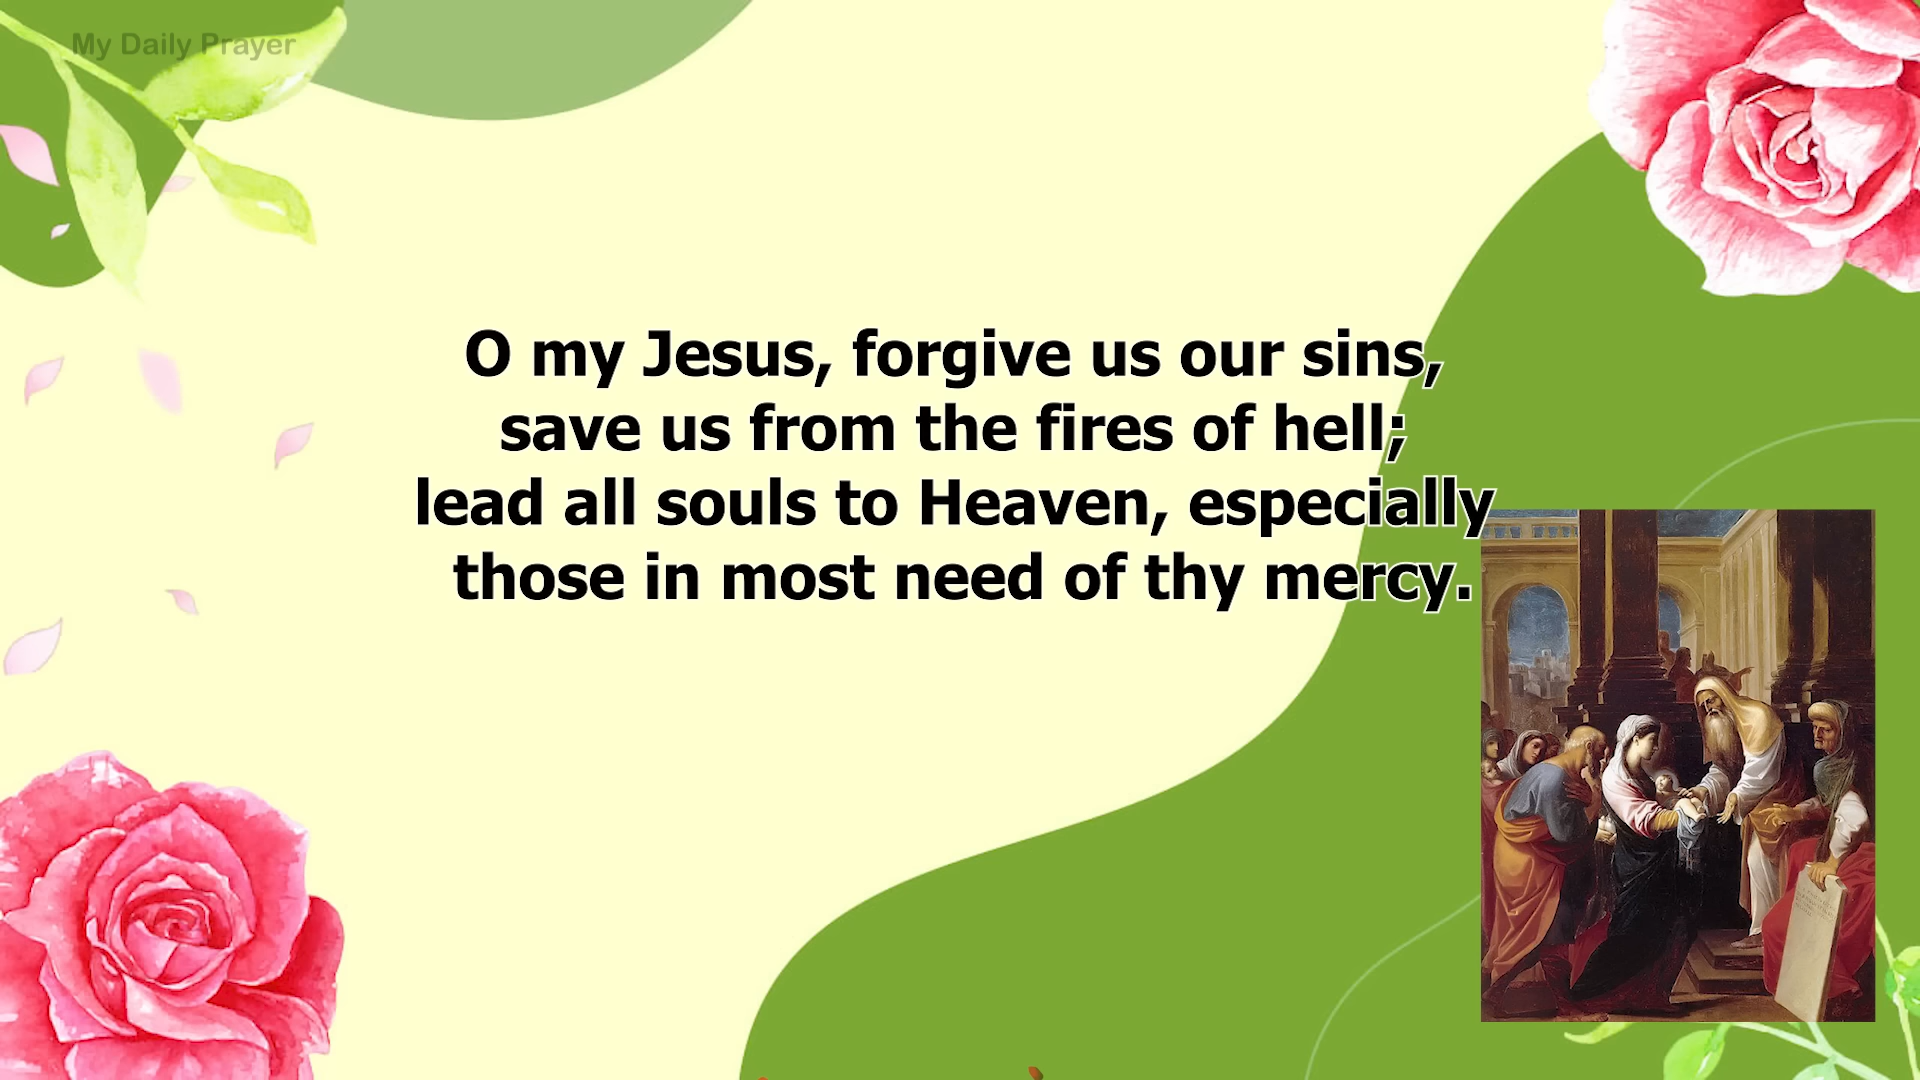 My Daily Prayer
O my Jesus, forgive us our sins,
save us from the fires of hell;
lead all souls to Heaven, especially
those in most need of thy mercy.